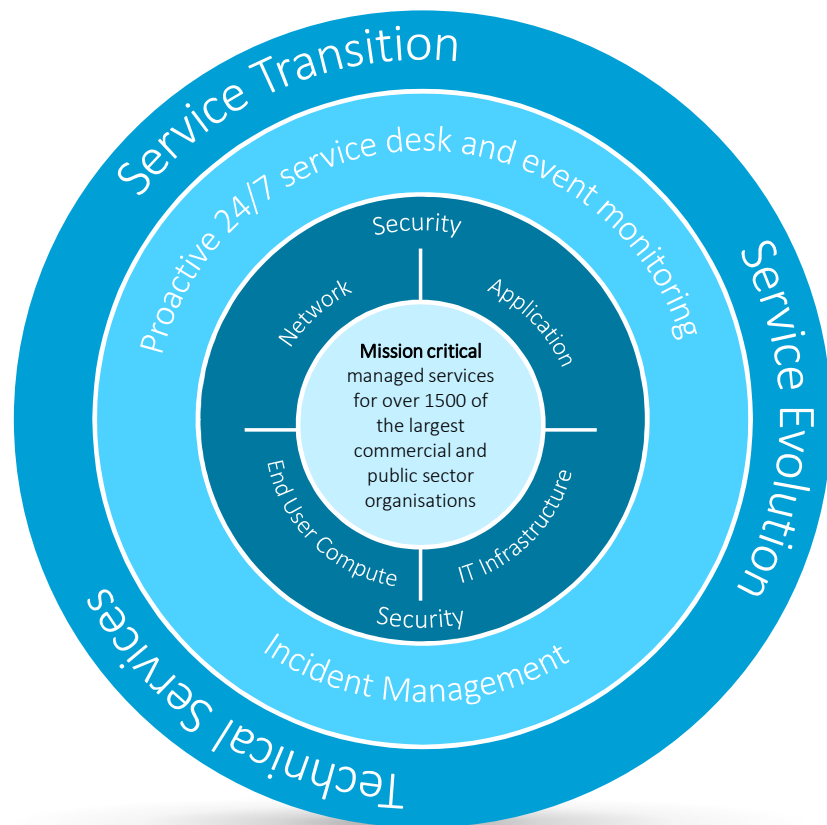 Service Transition
Service Evolution
Technical Services
Proactive 24/7 service desk and event monitoring
Incident Management
Security
Network
Application
End User Compute
IT Infrastructure
Security
Mission critical
managed services
for over 1500 of
the largest
commercial and
public sector
organisations